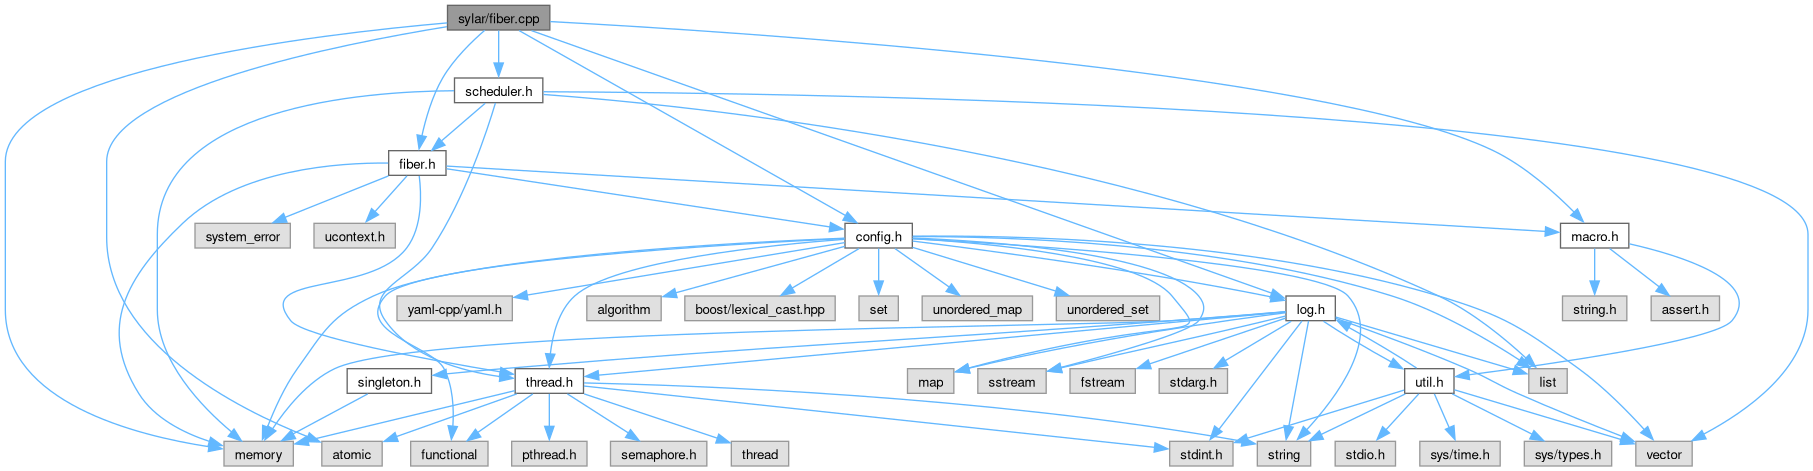 sylar/fiber.cpp
scheduler.h
fiber.h
system_error
ucontext.h
config.h
macro.h
yaml-cpp/yaml.h
algorithm
boost/lexical_cast.hpp
set
unordered_map
unordered_set
log.h
string.h
assert.h
singleton.h
thread.h
map
sstream
fstream
stdarg.h
util.h
list
memory
atomic
functional
pthread.h
semaphore.h
thread
stdint.h
string
stdio.h
sys/time.h
sys/types.h
vector